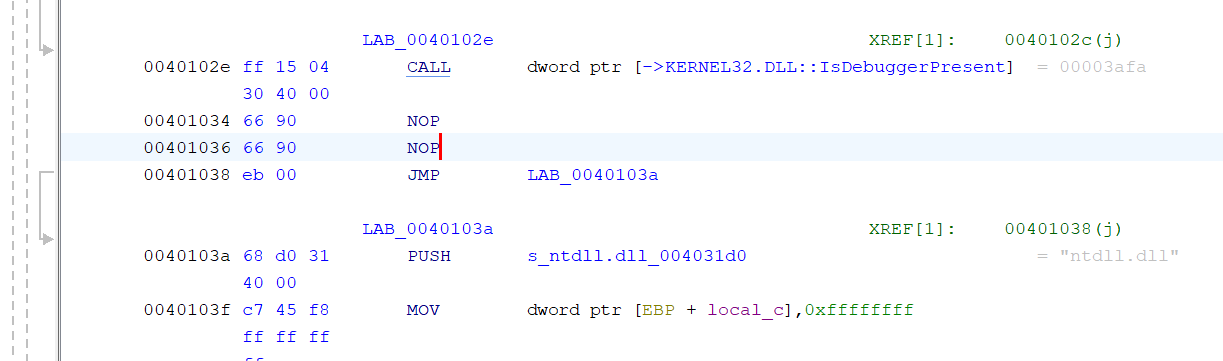 LAB_0040102e XREF[1]: 0040102c(j)
0040102e ff 15 04 CALL dword ptr [->KERNEL32.DLL::IsDebuggerPresent] = 00003afa
30 40 00
00401034 66 90 NOP
00401036 66 90 NOP
00401038 eb 00 JMP LAB_0040103a
LAB_0040103a XREF[1]: 00401038(j)
0040103a 68 d0 31 PUSH s_ntdll.dll_004031d0 = "ntdll.dll"
40 00
0040103f c7 45 f8 MOV dword ptr [EBP + local_c],0xffffffff
ff ff ff